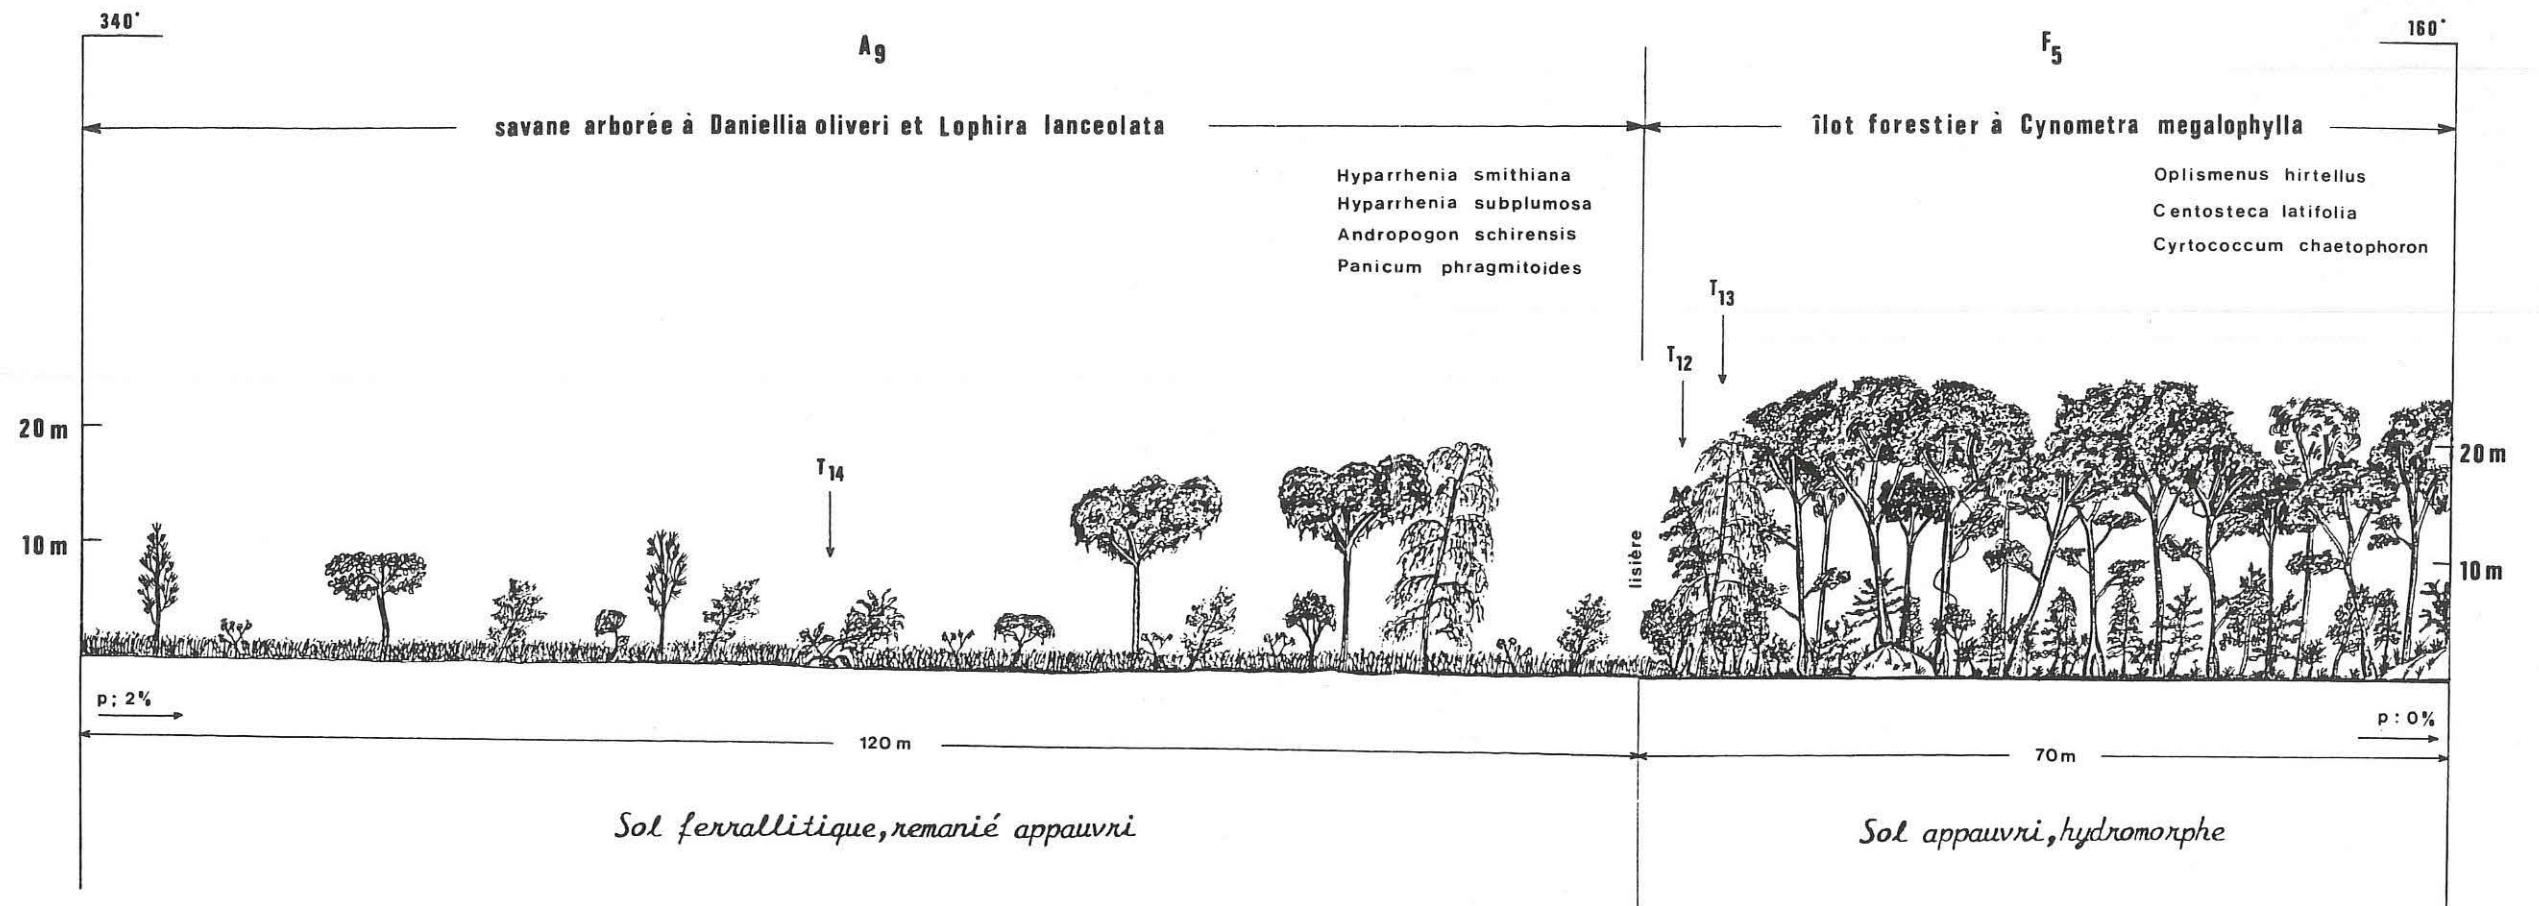 340°
160°
A9
F5
savane arborée à Daniellia oliveri et Lophira lanceolata
îlot forestier à Cynometra megalophylla
Hyparrhenia smithiana
Hyparrhenia subplumosa
Andropogon schirensis
Panicum phragmitoides
Oplismenus hirtellus
Centosteca latifolia
Cyrtococcum chaetophoron
T13
T12
T14
20 m
10 m
20 m
10 m
lisière
p; 2%
p : 0%
120 m
70 m
Sol ferrallitique, remanié appauvri
Sol appauvri, hydromorphe